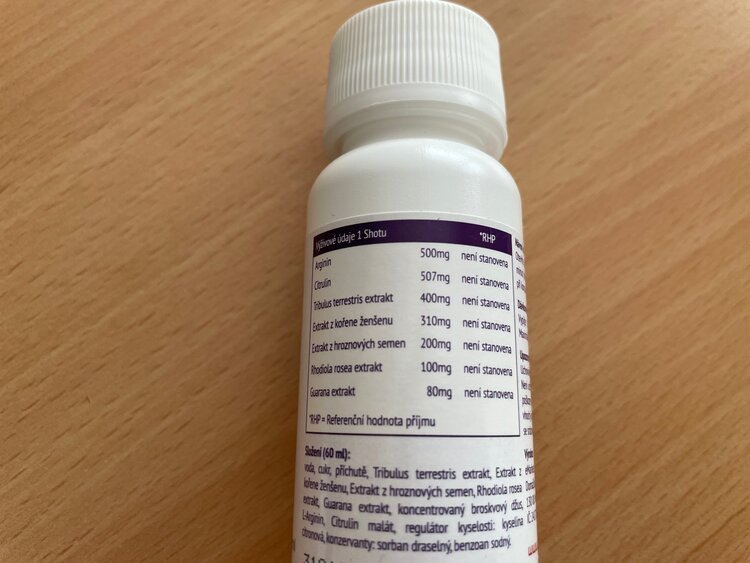 Výživové údaje 1 Shotu *RHP
Arginin 500mg není stanovena
Citrulin 507mg není stanovena
Tribulus terrestris extrakt 400mg není stanovena
Extrakt z kořene ženšenu 310mg není stanovena
Extrakt z hroznových semen 200mg není stanovena
Rhodiola rosea extrakt 100mg není stanovena
Guarana extrakt 80mg není stanovena
*RHP = Referenční hodnota příjmu
Složení (60 ml):
voda, cukr, příchutě, Tribulus terrestris extrakt, Extrakt z
kořene ženšenu, Extrakt z hroznových semen, Rhodiola rosea
extrakt, Guarana extrakt, koncentrovaný broskvový džus,
L-Arginin, Citrulin malát, regulátor kyselosti: kyselina
citronová, konzervanty: sorban draselný, benzoan sodný.